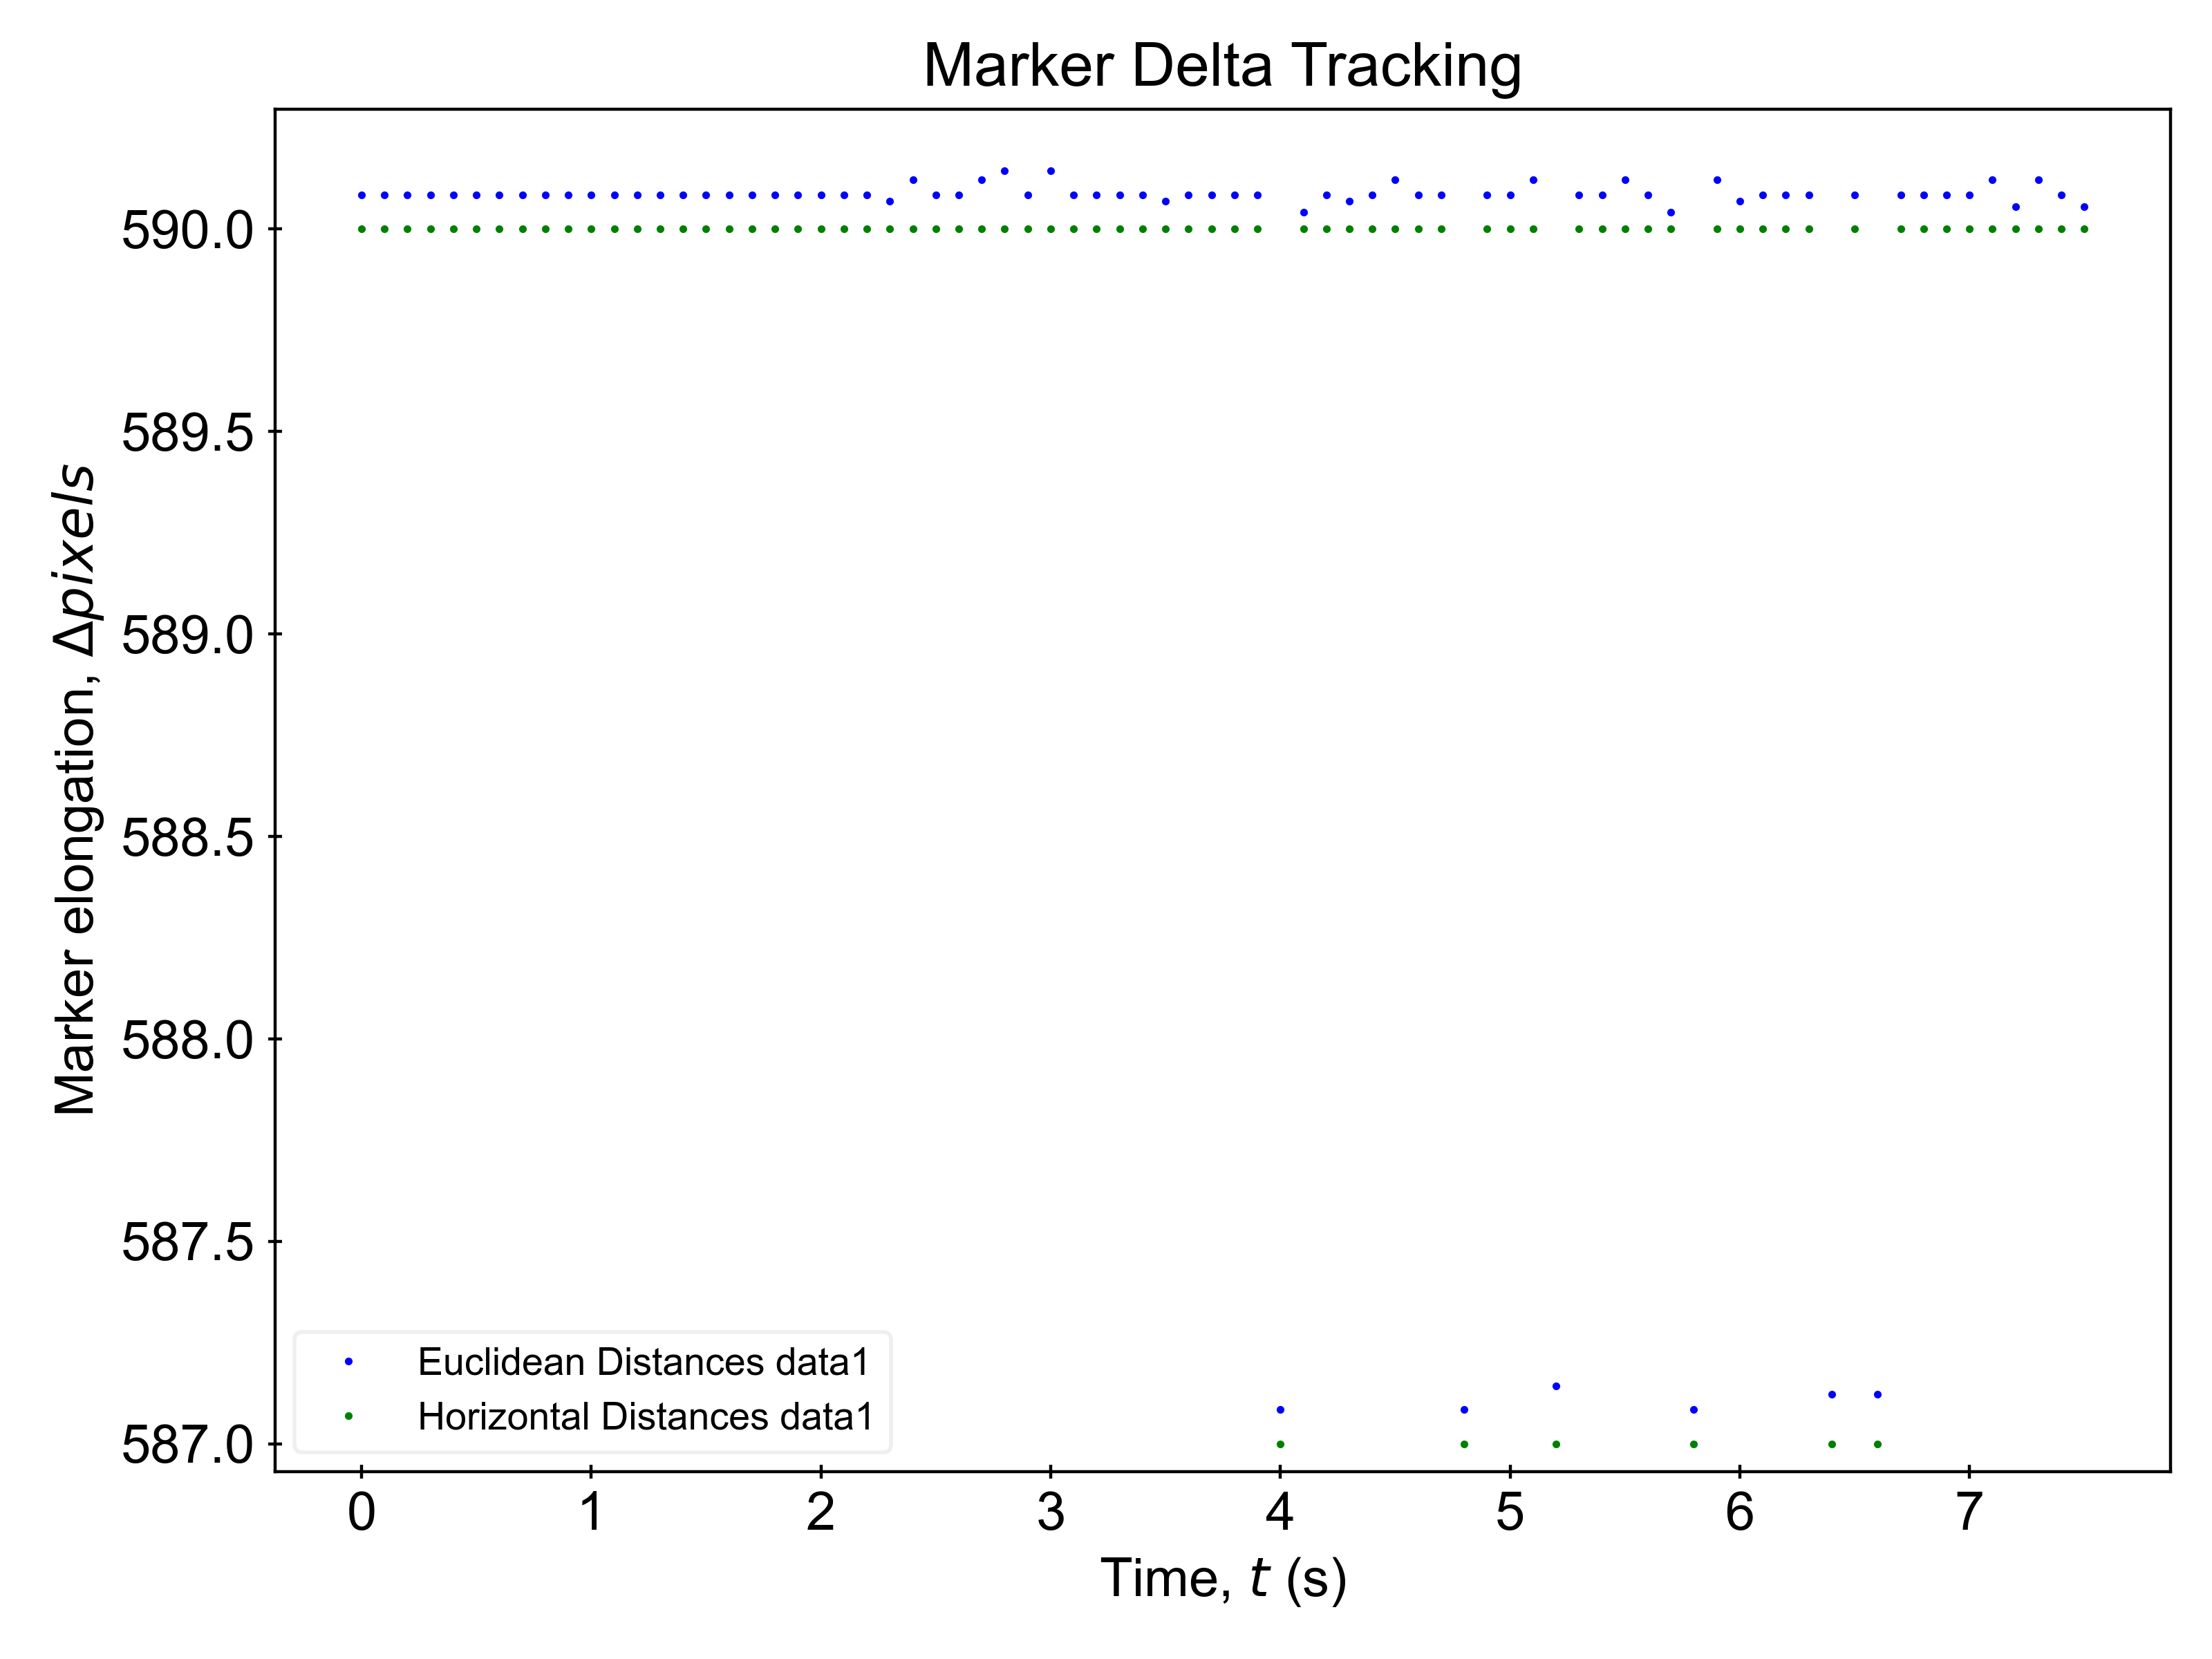 Marker Delta Tracking
Marker elongation, Δpixels
590.0
589.5
589.0
588.5
588.0
587.5
587.0
Euclidean Distances data1
Horizontal Distances data1
0 1 2 3 4 5 6 7
Time, t (s)